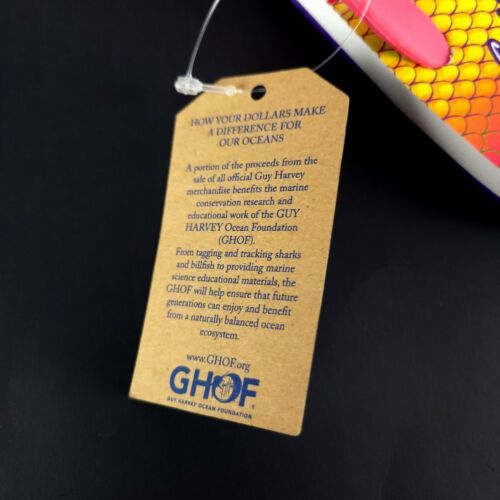 HOW YOUR DOLLARS MAKE
A DIFFERENCE FOR
OUR OCEANS
A portion of the proceeds from the
sale of all official Guy Harvey
merchandise benefits the marine
conservation research and
educational work of the GUY
HARVEY Ocean Foundation
(GHOF).
From tagging and tracking sharks
and billfish to providing marine
science educational materials, the
GHOF will help ensure that future
generations can enjoy and benefit
from a naturally balanced ocean
ecosystem.
www.GHOF.org
GHOF
GUY HARVEY OCEAN FOUNDATION